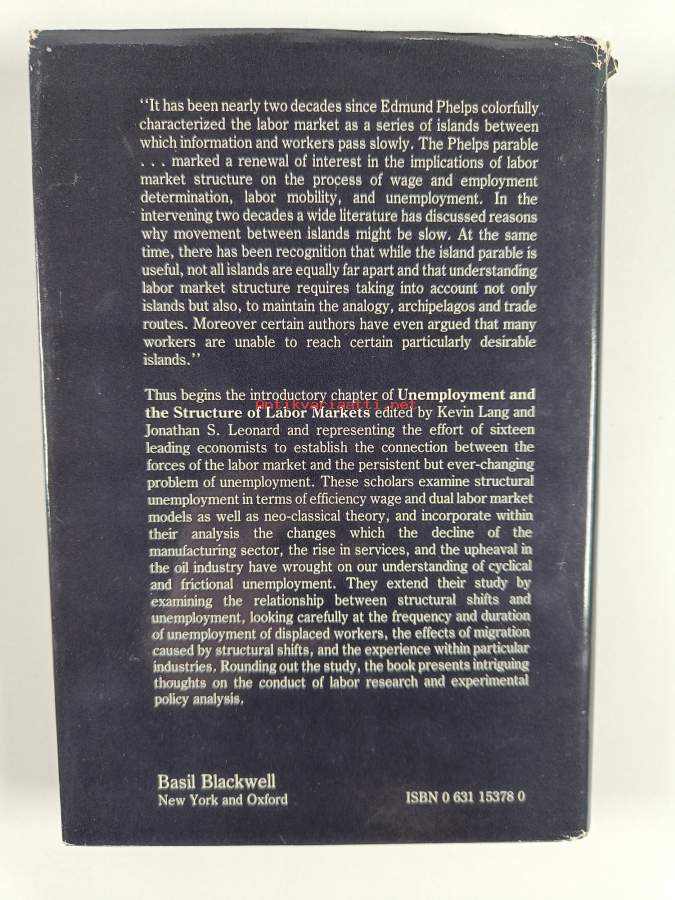 "It has been nearly two decades since Edmund Phelps colorfully
characterized the labor market as a series of islands between
which information and workers pass slowly. The Phelps parable
. . . marked a renewal of interest in the implications of labor
market structure on the process of wage and employment
determination, labor mobility, and unemployment. In the
intervening two decades a wide literature has discussed reasons
why movement between islands might be slow. At the same
time, there has been recognition that while the island parable is
useful, not all islands are equally far apart and that understanding
labor market structure requires taking into account not only
islands but also, to maintain the analogy, archipelagos and trade
routes. Moreover certain authors have even argued that many
workers are unable to reach certain particularly desirable
islands."
Thus begins the introductory chapter of Unemployment and
Antikvariaatti.net
the Structure of Labor Markets edited by Kevin Lang and
Jonathan S. Leonard and representing the effort of sixteen
leading economists to establish the connection between the
forces of the labor market and the persistent but ever-changing
problem of unemployment. These scholars examine structural
unemployment in terms of efficiency wage and dual labor market
models as well as neo-classical theory, and incorporate within
their analysis the changes which the decline of the
manufacturing sector, the rise in services, and the upheaval in
the oil industry have wrought on our understanding of cyclical
and frictional unemployment. They extend their study by
examining the relationship between structural shifts and
unemployment, looking carefully at the frequency and duration
of unemployment of displaced workers, the effects of migration
caused by structural shifts, and the experience within particular
industries. Rounding out the study, the book presents intriguing
thoughts on the conduct of labor research and experimental
policy analysis.
Basil Blackwell
New York and Oxford
ISBN 0 631 15378 0